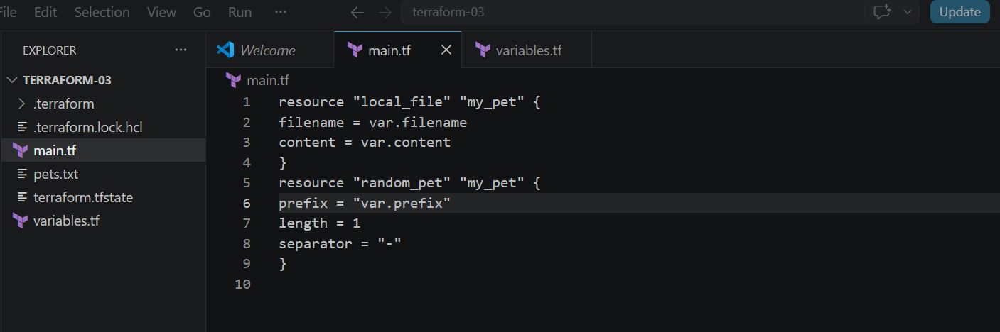 File Edit Selection View Go Run ··· terraform-03 Update
EXPLORER ···
Welcome main.tf variables.tf
TERRAFORM-03
.terraform
.terraform.lock.hcl
main.tf
pets.txt
terraform.tfstate
variables.tf
main.tf
1 resource "local_file" "my_pet" {
2 filename = var.filename
3 content = var.content
4 }
5 resource "random_pet" "my_pet" {
6 prefix = "var.prefix"
7 length = 1
8 separator = "-"
9 }
10